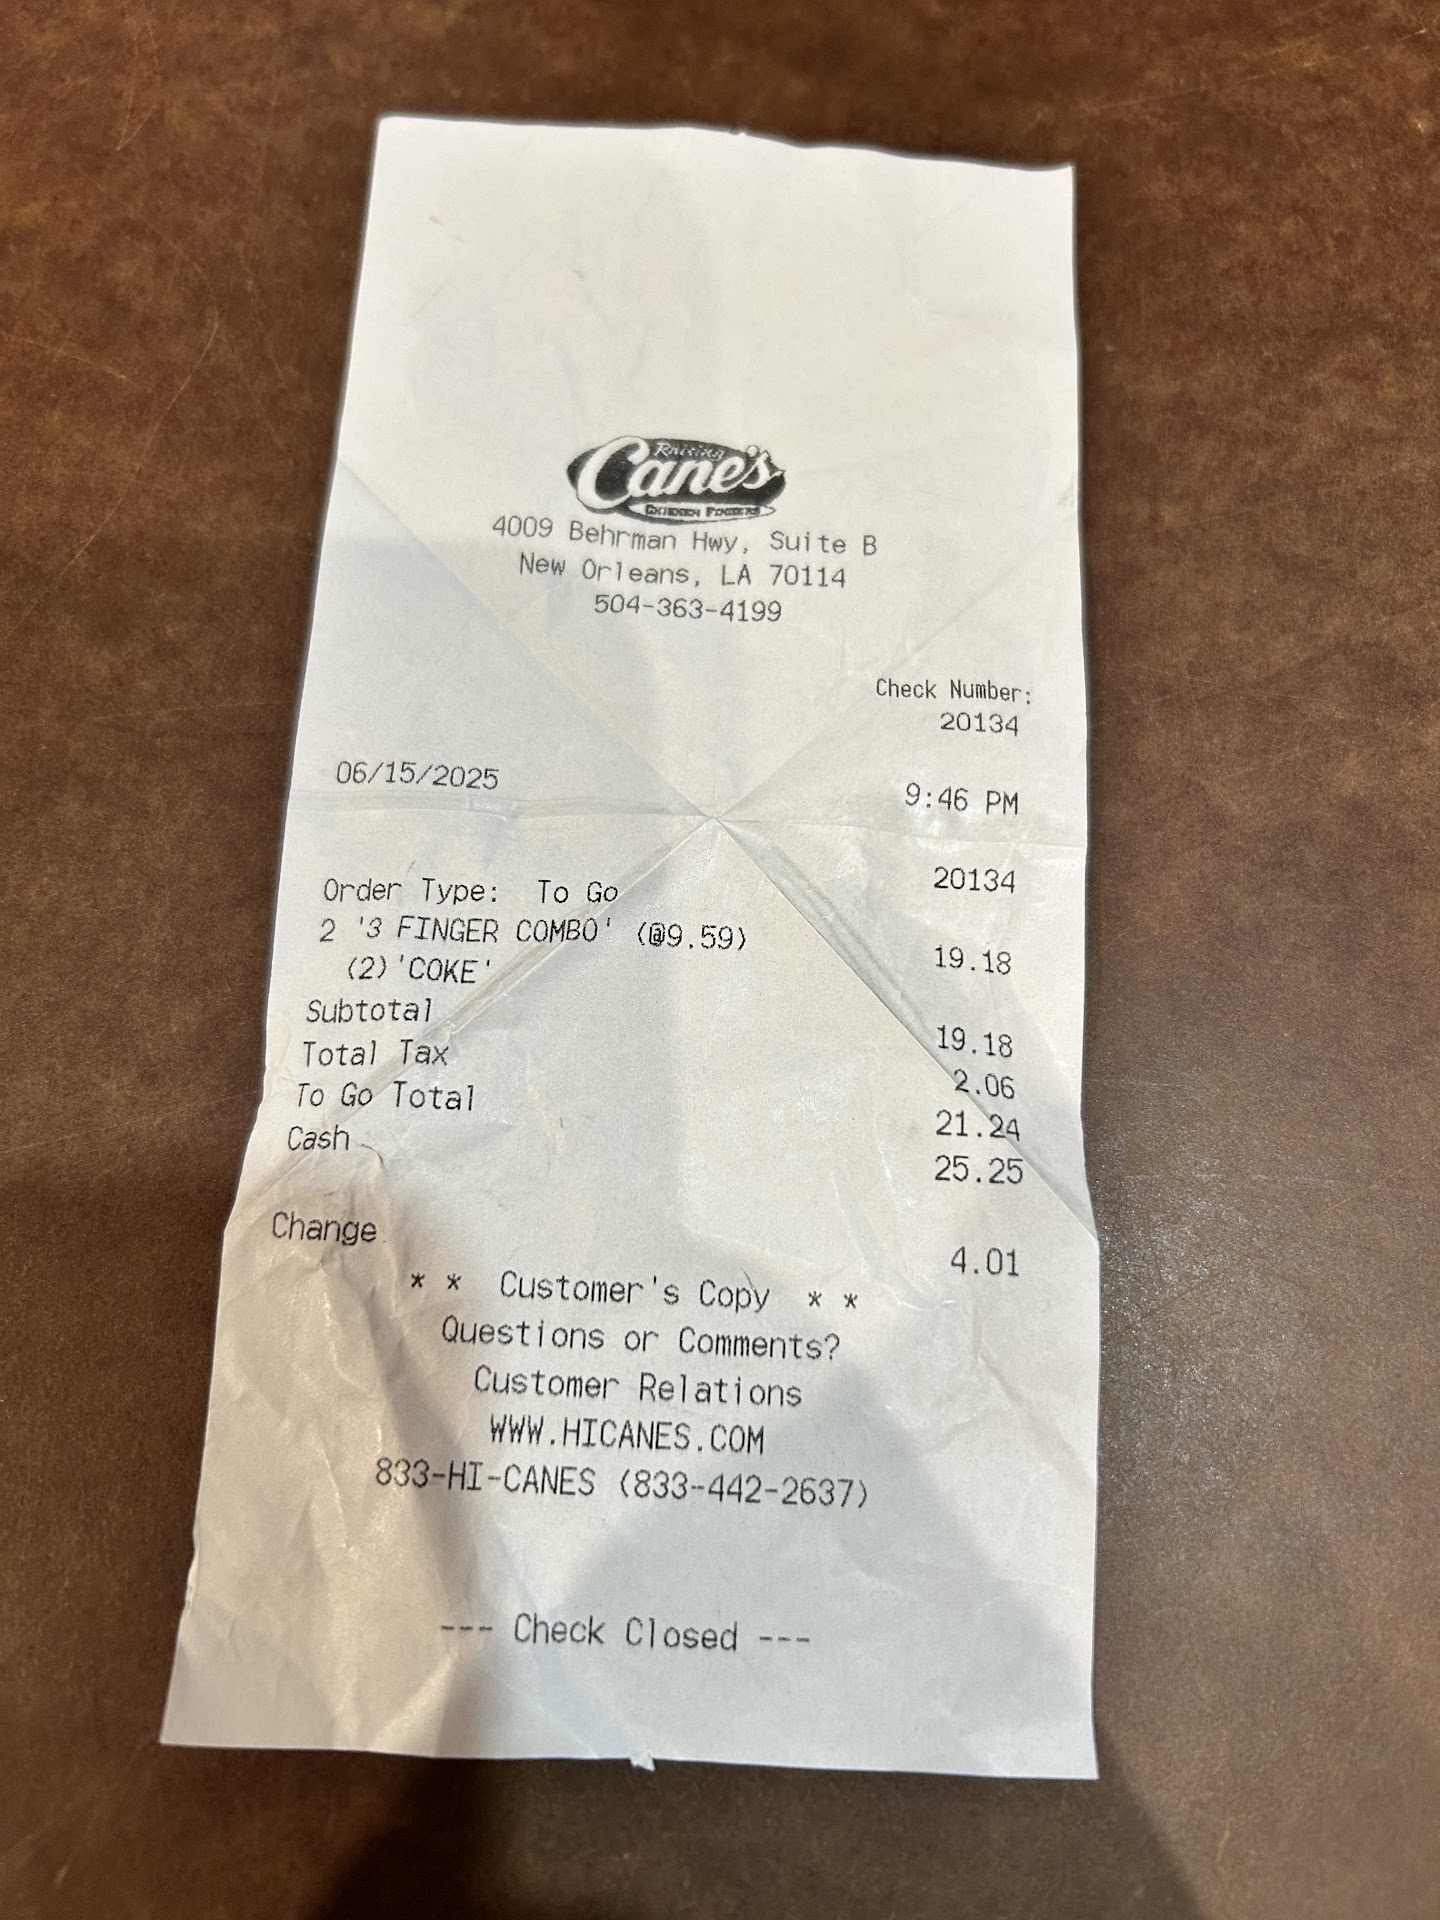 Raising
Cane's
CHICKEN FINGERS
4009 Behrman Hwy, Suite B
New Orleans, LA 70114
504-363-4199
Check Number:
20134
06/15/2025 9:46 PM
20134
Order Type: To Go
2 '3 FINGER COMBO' (@9.59) 19.18
(2)'COKE'
Subtotal 19.18
Total Tax 2.06
To Go Total 21.24
Cash 25.25
Change 4.01
* * Customer's Copy * *
Questions or Comments?
Customer Relations
WWW.HICANES.COM
833-HI-CANES (833-442-2637)
--- Check Closed ---